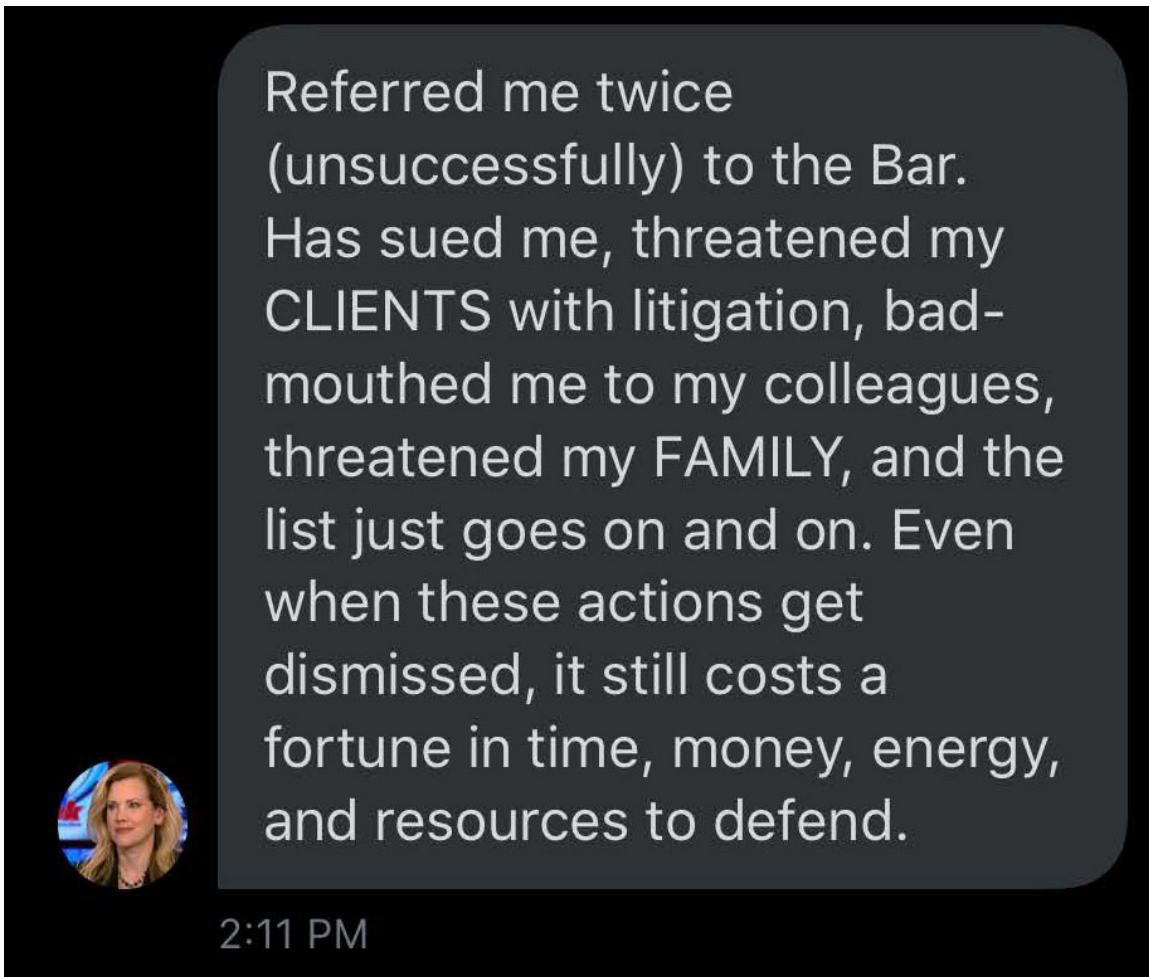 Referred me twice
(unsuccessfully) to the Bar.
Has sued me, threatened my
CLIENTS with litigation, bad-
mouthed me to my colleagues,
threatened my FAMILY, and the
list just goes on and on. Even
when these actions get
dismissed, it still costs a
fortune in time, money, energy,
and resources to defend.
2:11 PM